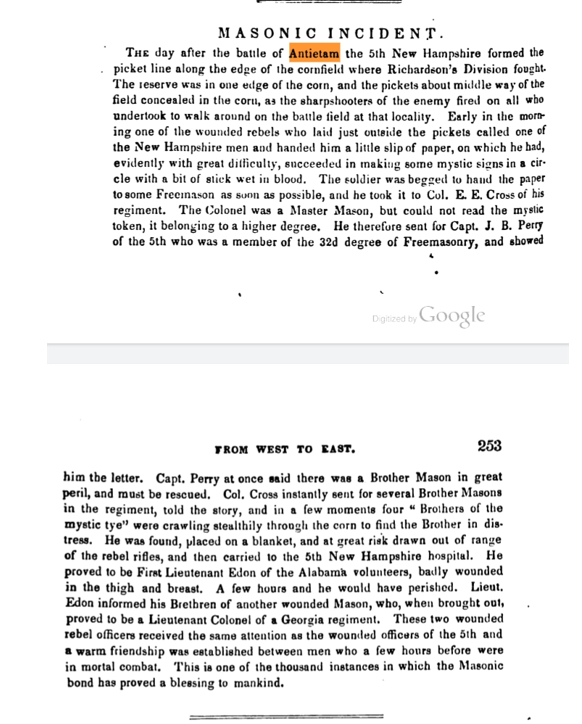 MASONIC INCIDENT.
THE day after the battle of Antietam the 5th New Hampshire formed the
picket line along the edge of the cornfield where Richardson's Division fought.
The reserve was in one edge of the corn, and the pickets about middle way of the
field concealed in the corn, as the sharpshooters of the enemy fired on all who
undertook to walk around on the battle field at that locality. Early in the morn-
ing one of the wounded rebels who laid just outside the pickets called one of
the New Hampshire men and handed him a little slip of paper, on which he had,
evidently with great difficulty, succeeded in making some mystic signs in a cir-
cle with a bit of stick wet in blood. The soldier was begged to hand the paper
to some Freemason as soon as possible, and he took it to Col. E. E. Cross of his
regiment. The Colonel was a Master Mason, but could not read the mystic
token, it belonging to a higher degree. He therefore sent for Capt. J. B. Perry
of the 5th who was a member of the 32d degree of Freemasonry, and showed
Digitized by Google
FROM WEST TO EAST. 253
him the letter. Capt. Perry at once said there was a Brother Mason in great
peril, and must be rescued. Col. Cross instantly sent for several Brother Masons
in the regiment, told the story, and in a few moments four " Brothers of the
mystic tye" were crawling stealthily through the corn to find the Brother in dis-
tress. He was found, placed on a blanket, and at great risk drawn out of range
of the rebel rifles, and then carried to the 5th New Hampshire hospital. He
proved to be First Lieutenant Edon of the Alabama volunteers, badly wounded
in the thigh and breast. A few hours and he would have perished. Lieut.
Edon informed his Brethren of another wounded Mason, who, when brought out,
proved to be a Lieutenant Colonel of a Georgia regiment. These two wounded
rebel officers received the same attention as the wounded officers of the 5th and
a warm friendship was established between men who a few hours before were
in mortal combat. This is one of the thousand instances in which the Masonic
bond has proved a blessing to mankind.